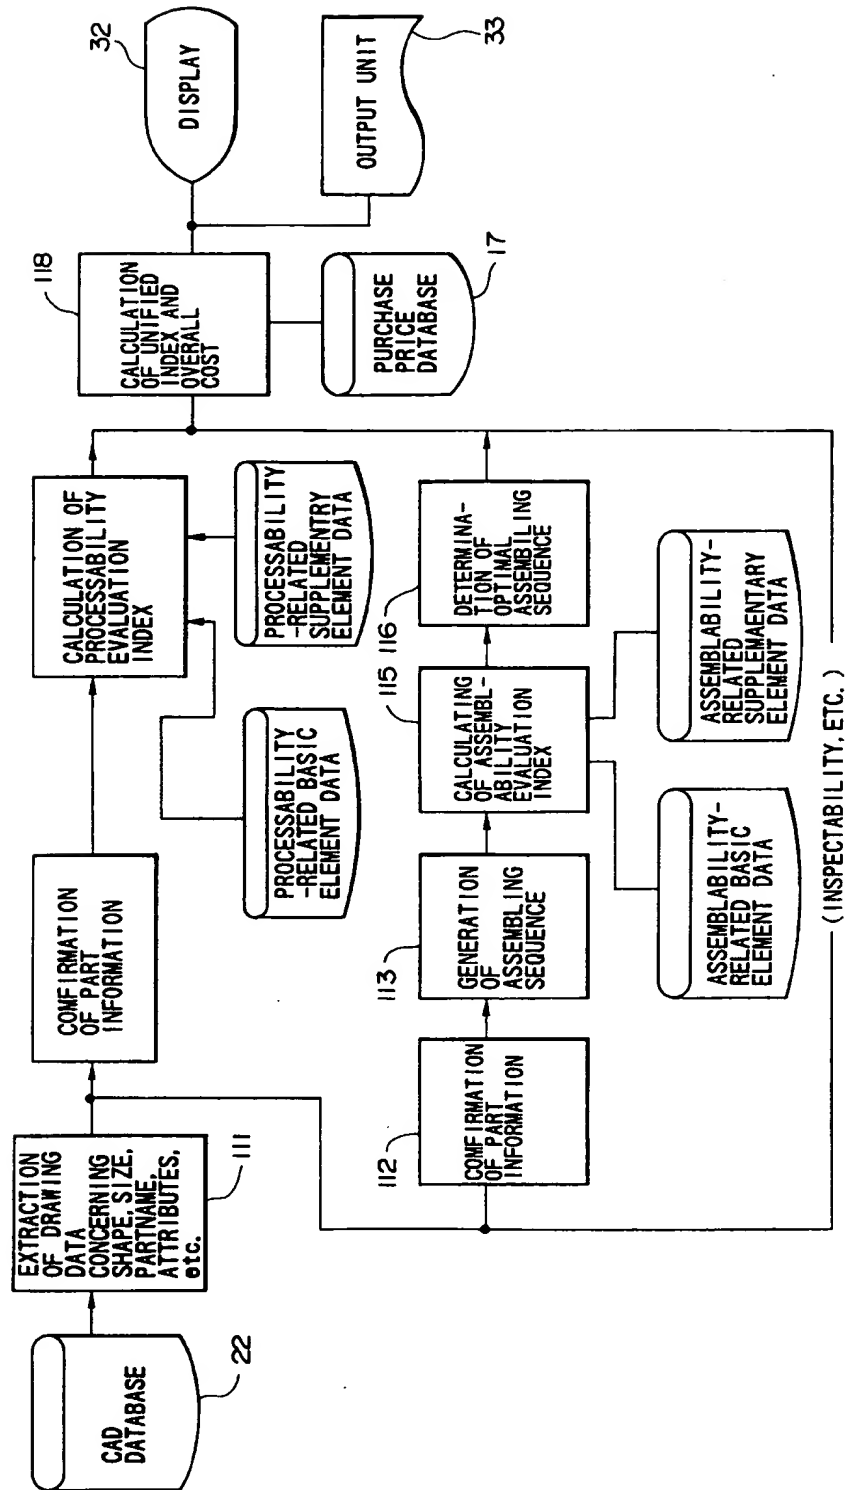 CAD
DATABASE
22
EXTRACTION
OF DRAWING
DATA
CONCERNING
SHAPE, SIZE,
PARTNAME,
ATTRIBUTES,
etc.
111
COMFIRMATION
OF PART
INFORMATION
CALCULATION OF
PROCESSABILITY
EVALUATION
INDEX
PROCESSABILITY
-RELATED BASIC
ELEMENT DATA
PROCESSABILITY
-RELATED
SUPPLEMENTRY
ELEMENT DATA
112
COMFIRMATION
OF PART
INFORMATION
113
GENERATION
OF
ASSEMBLING
SEQUENCE
115
CALCULATING
OF ASSEMBL-
ABILITY
EVALUATION
INDEX
116
DETERMINA-
TION OF
OPTIMAL
ASSEMBILING
SEQUENCE
ASSEMBLABILITY-
RELATED BASIC
ELEMENT DATA
ASSEMBLABILITY-
RELATED
SUPPLEMAENTARY
ELEMENT DATA
(INSPECTABILITY, ETC.)
118
CALCULATION
OF UNIFIED
INDEX AND
OVERALL
COST
PURCHASE
PRICE
DATABASE
17
32
DISPLAY
OUTPUT UNIT
33